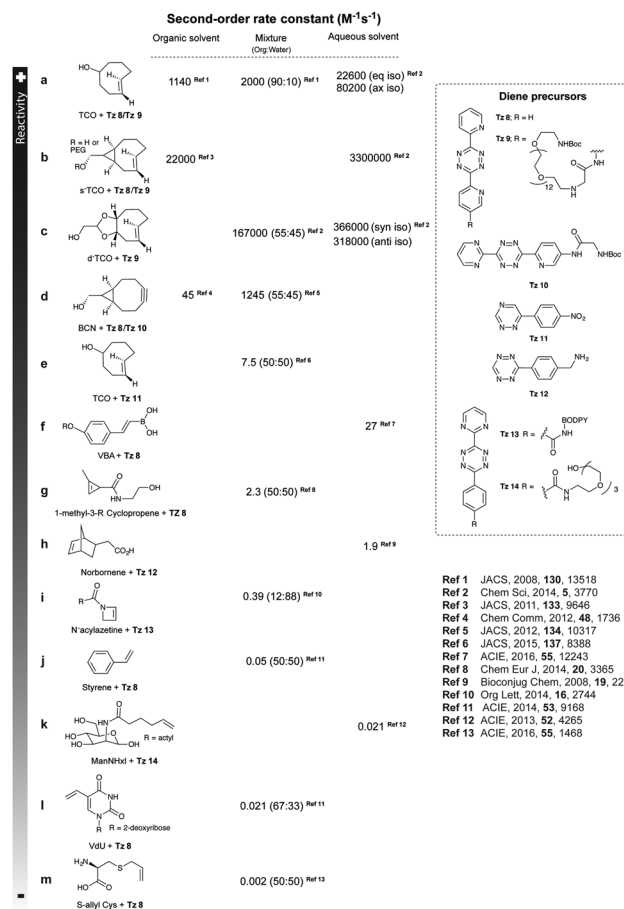 Second-order rate constant (M⁻¹s⁻¹)
Organic solvent Mixture Aqueous solvent
(Org:Water)
Reactivity
a
HO
H
H
TCO + Tz 8/Tz 9
1140 Ref 1
2000 (90:10) Ref 1
22600 (eq iso) Ref 2
80200 (ax iso)
b
R = H or
PEG
RO
H
H
H
H
s-TCO + Tz 8/Tz 9
22000 Ref 3
3300000 Ref 2
c
HO
O
O
H
H
H
H
d-TCO + Tz 9
167000 (55:45) Ref 2
366000 (syn iso) Ref 2
318000 (anti iso)
d
H
H
HO
BCN + Tz 8/Tz 10
45 Ref 4
1245 (55:45) Ref 5
e
HO
H
H
TCO + Tz 11
7.5 (50:50) Ref 6
f
RO
OH
B
OH
VBA + Tz 8
27 Ref 7
g
O
N
H
OH
1-methyl-3-R Cyclopropene + TZ 8
2.3 (50:50) Ref 8
h
CO₂H
Norbornene + Tz 12
1.9 Ref 9
i
O
R
N
N-acylazetine + Tz 13
0.39 (12:88) Ref 10
j
Styrene + Tz 8
0.05 (50:50) Ref 11
k
O
HO
HN
HO
HO
O
OH
R = actyl
ManNHxl + Tz 14
0.021 Ref 12
l
O
NH
N
O
R
R = 2-deoxyribose
VdU + Tz 8
0.021 (67:33) Ref 11
m
H₂N
S
HO
O
S-allyl Cys + Tz 8
0.002 (50:50) Ref 13
Diene precursors
Tz 8; R = H
Tz 9; R =
O
NHBoc
O
12
N
H
O
H
N
N
N
N
N
N
N
R
N
N
N
N
N
N
N
H
N
O
NHBoc
Tz 10
N
N
N
NO₂
Tz 11
N
N
N
N
NH₂
Tz 12
N
N
N
N
N
N
R
Tz 13 R =
BODPY
NH
O
Tz 14 R =
O
N
H
HO
O
3
Ref 1 JACS, 2008, 130, 13518
Ref 2 Chem Sci, 2014, 5, 3770
Ref 3 JACS, 2011, 133, 9646
Ref 4 Chem Comm, 2012, 48, 1736
Ref 5 JACS, 2012, 134, 10317
Ref 6 JACS, 2015, 137, 8388
Ref 7 ACIE, 2016, 55, 12243
Ref 8 Chem Eur J, 2014, 20, 3365
Ref 9 Bioconjug Chem, 2008, 19, 22
Ref 10 Org Lett, 2014, 16, 2744
Ref 11 ACIE, 2014, 53, 9168
Ref 12 ACIE, 2013, 52, 4265
Ref 13 ACIE, 2016, 55, 1468